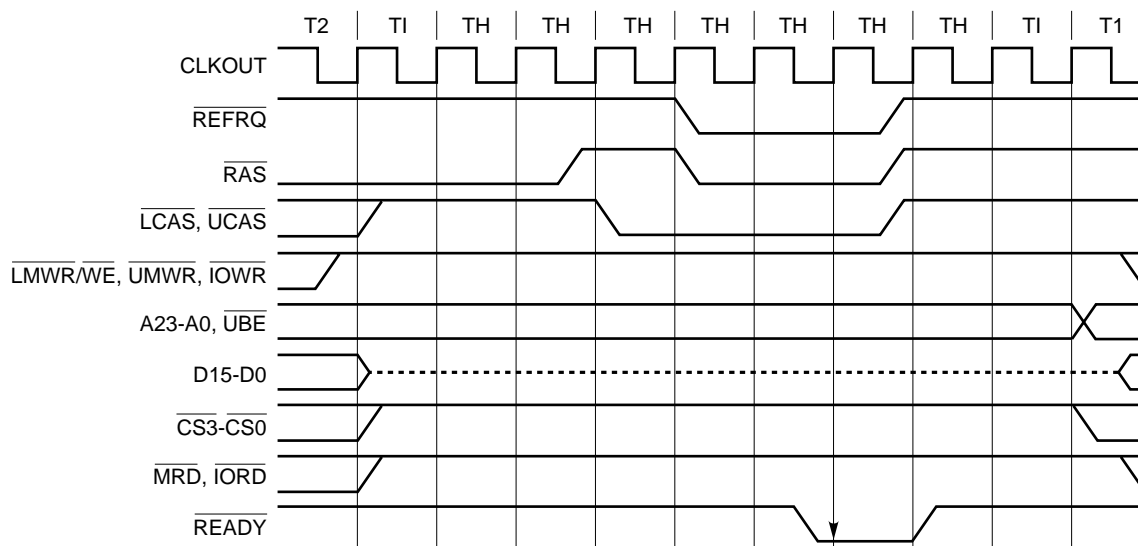 T2 TI TH TH TH TH TH TH TH TI T1
CLKOUT
REFRQ
RAS
LCAS, UCAS
LMWR/WE, UMWR, IOWR
A23-A0, UBE
D15-D0
CS3-CS0
MRD, IORD
READY